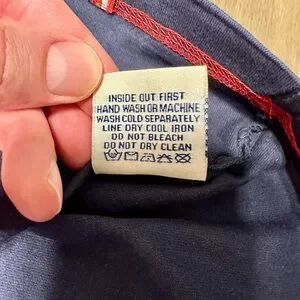 INSIDE OUT FIRST
HAND WASH OR MACHINE
WASH COLD SEPARATELY
LINE DRY COOL IRON
DO NOT BLEACH
DO NOT DRY CLEAN